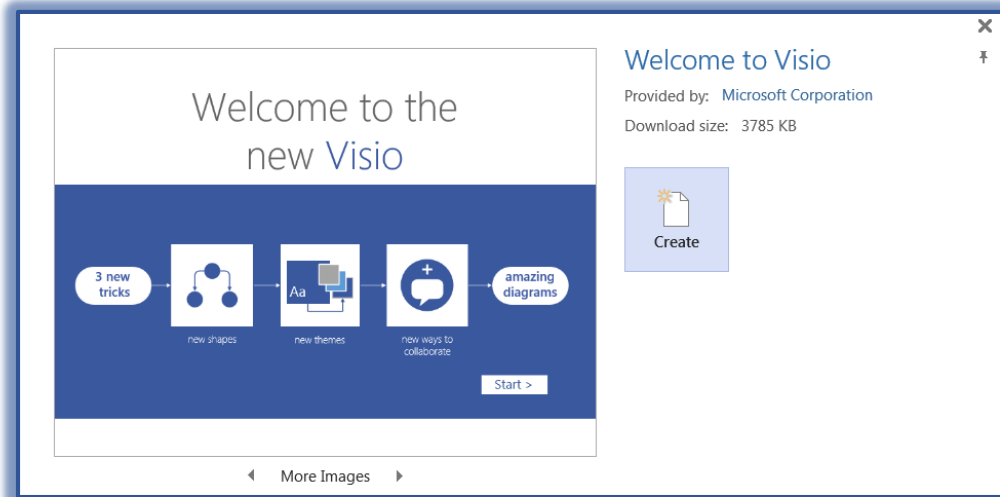 Welcome to the
new Visio
3 new
tricks
Aa
amazing
diagrams
new shapes
new themes
new ways to
collaborate
Start >
More Images
Welcome to Visio
Provided by: Microsoft Corporation
Download size: 3785 KB
Create